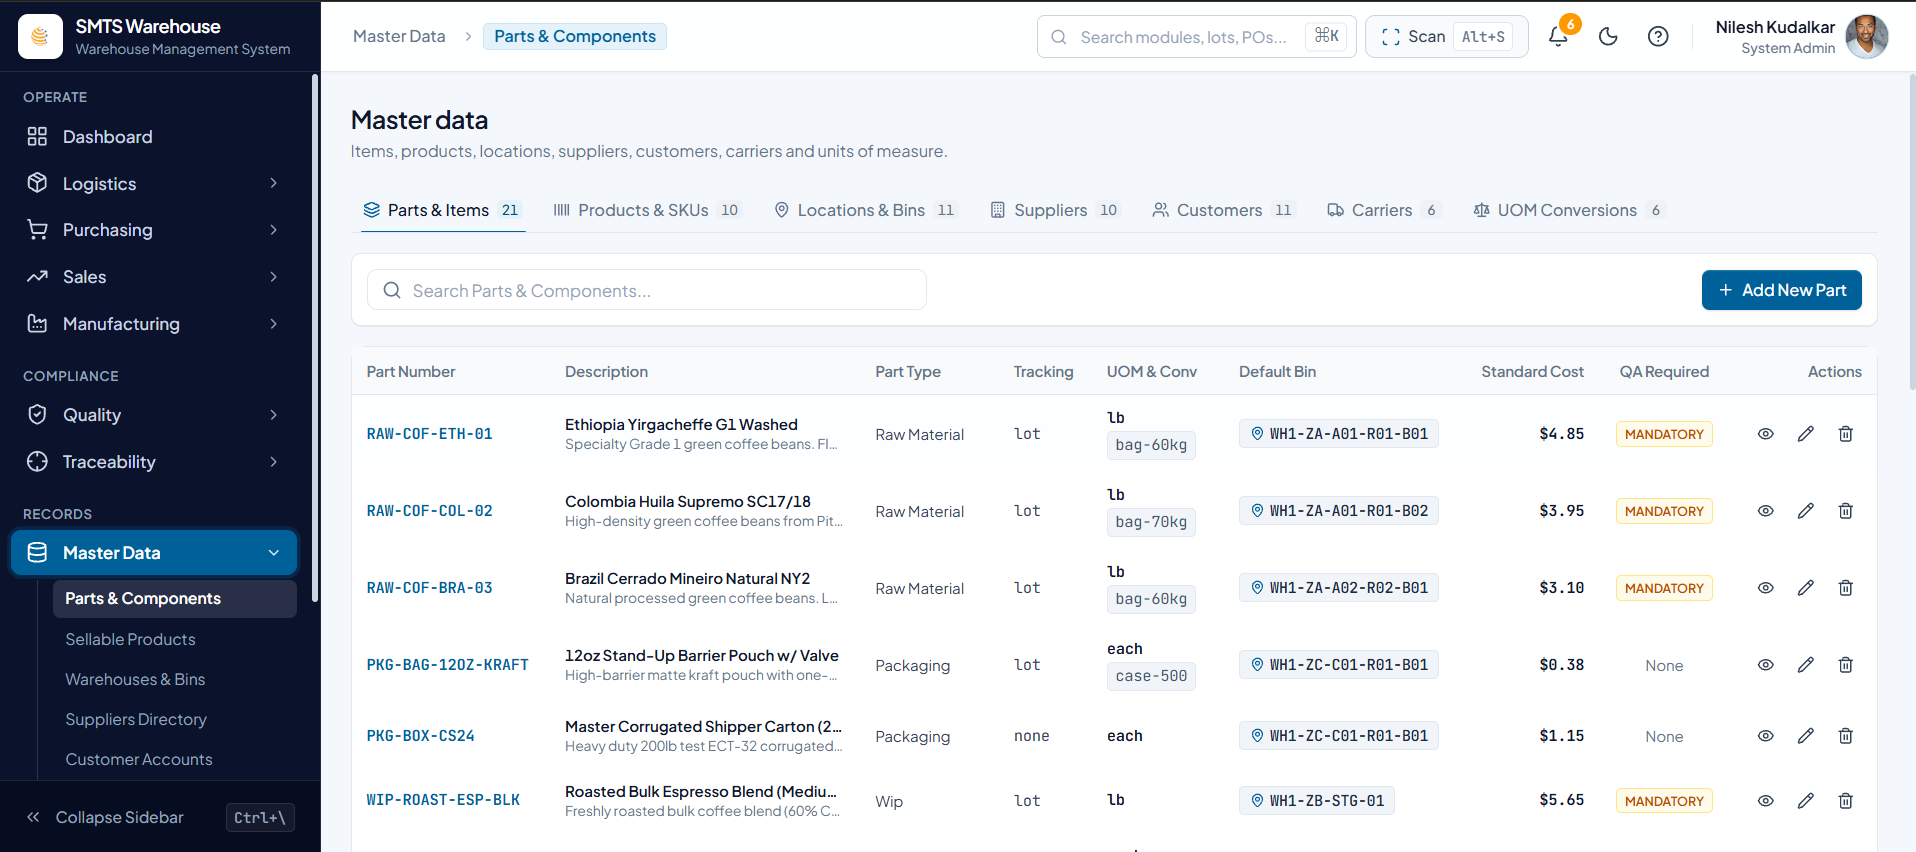 SMTS Warehouse
Warehouse Management System
Master Data > Parts & Components
Search modules, lots, POs... ⌘K
Scan Alt+S
6
Nilesh Kudalkar
System Admin
OPERATE
Dashboard
Logistics
Purchasing
Sales
Manufacturing
COMPLIANCE
Quality
Traceability
RECORDS
Master Data
Parts & Components
Sellable Products
Warehouses & Bins
Suppliers Directory
Customer Accounts
Collapse Sidebar Ctrl+\
Master data
Items, products, locations, suppliers, customers, carriers and units of measure.
Parts & Items 21 Products & SKUs 10 Locations & Bins 11 Suppliers 10 Customers 11 Carriers 6 UOM Conversions 6
Search Parts & Components...
+ Add New Part
Part Number Description Part Type Tracking UOM & Conv Default Bin Standard Cost QA Required Actions
RAW-COF-ETH-01 Ethiopia Yirgacheffe G1 Washed Raw Material lot lb WH1-ZA-A01-R01-B01 $4.85 MANDATORY
Specialty Grade 1 green coffee beans. Fl... bag-60kg
RAW-COF-COL-02 Colombia Huila Supremo SC17/18 Raw Material lot lb WH1-ZA-A01-R01-B02 $3.95 MANDATORY
High-density green coffee beans from Pit... bag-70kg
RAW-COF-BRA-03 Brazil Cerrado Mineiro Natural NY2 Raw Material lot lb WH1-ZA-A02-R02-B01 $3.10 MANDATORY
Natural processed green coffee beans. L... bag-60kg
PKG-BAG-12OZ-KRAFT 12oz Stand-Up Barrier Pouch w/ Valve Packaging lot each WH1-ZC-C01-R01-B01 $0.38 None
High-barrier matte kraft pouch with one-... case-500
PKG-BOX-CS24 Master Corrugated Shipper Carton (2... Packaging none each WH1-ZC-C01-R01-B01 $1.15 None
Heavy duty 200lb test ECT-32 corrugated...
WIP-ROAST-ESP-BLK Roasted Bulk Espresso Blend (Mediu... Wip lot lb WH1-ZB-STG-01 $5.65 MANDATORY
Freshly roasted bulk coffee blend (60% C...